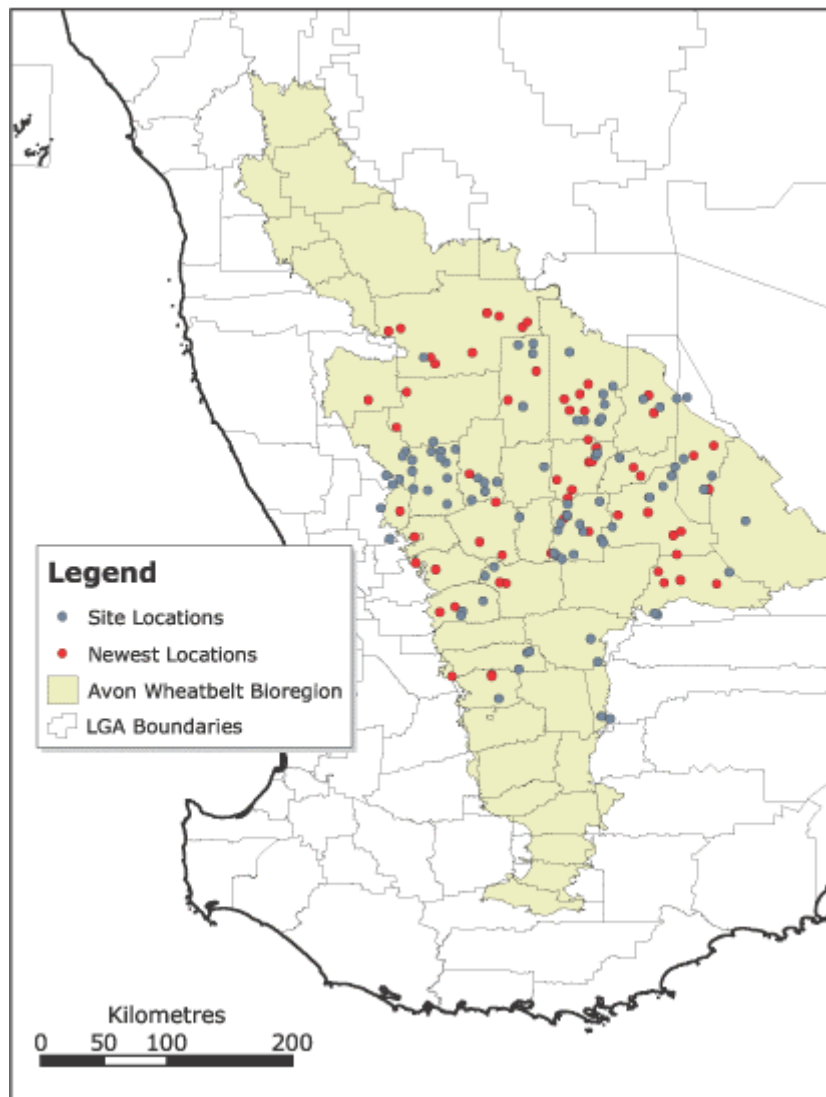 Legend
Site Locations
Newest Locations
Avon Wheatbelt Bioregion
LGA Boundaries
Kilometres
0 50 100 200